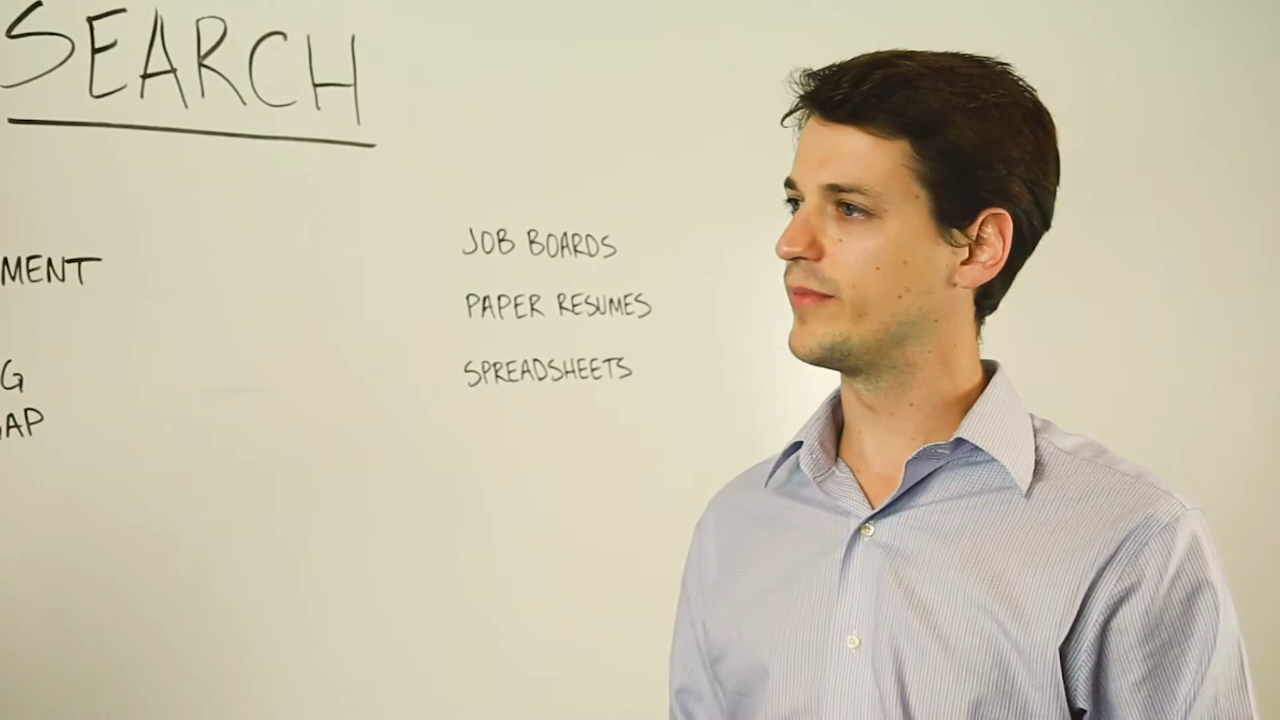 SEARCH
MENT
G
AP
JOB BOARDS
PAPER RESUMES
SPREADSHEETS